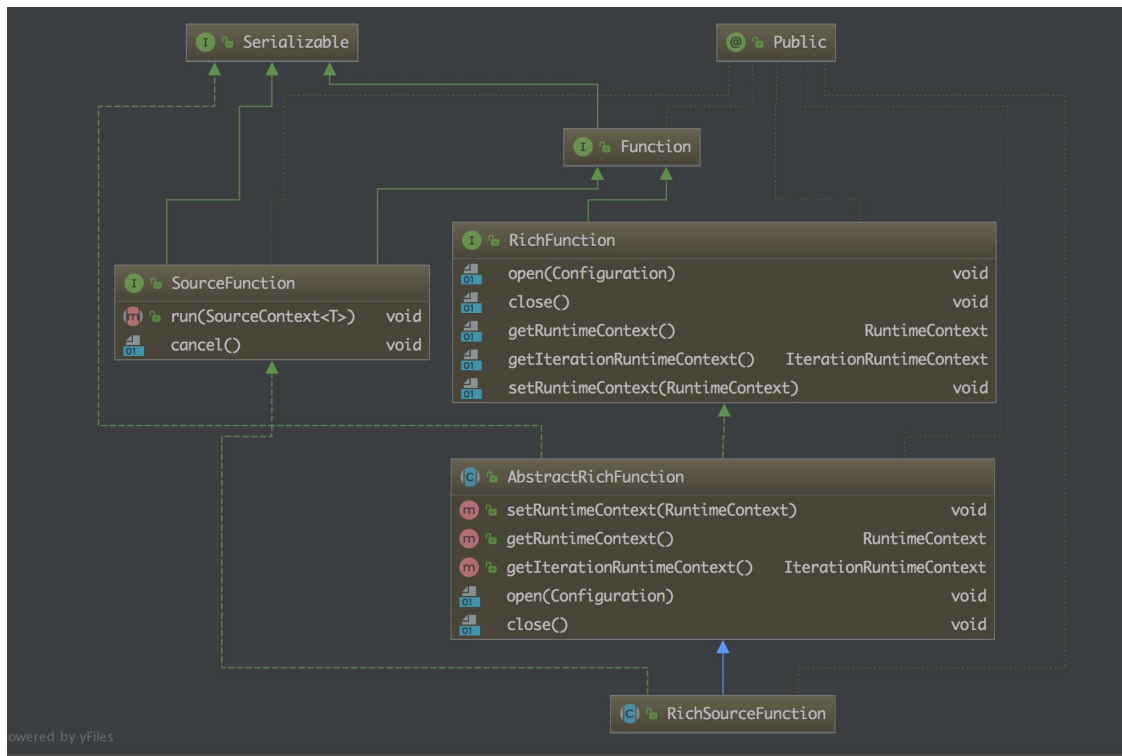 Serializable
Public
Function
RichFunction
open(Configuration) void
close() void
getRuntimeContext() RuntimeContext
getIterationRuntimeContext() IterationRuntimeContext
setRuntimeContext(RuntimeContext) void
SourceFunction
run(SourceContext<T>) void
cancel() void
AbstractRichFunction
setRuntimeContext(RuntimeContext) void
getRuntimeContext() RuntimeContext
getIterationRuntimeContext() IterationRuntimeContext
open(Configuration) void
close() void
RichSourceFunction
owered by yFiles